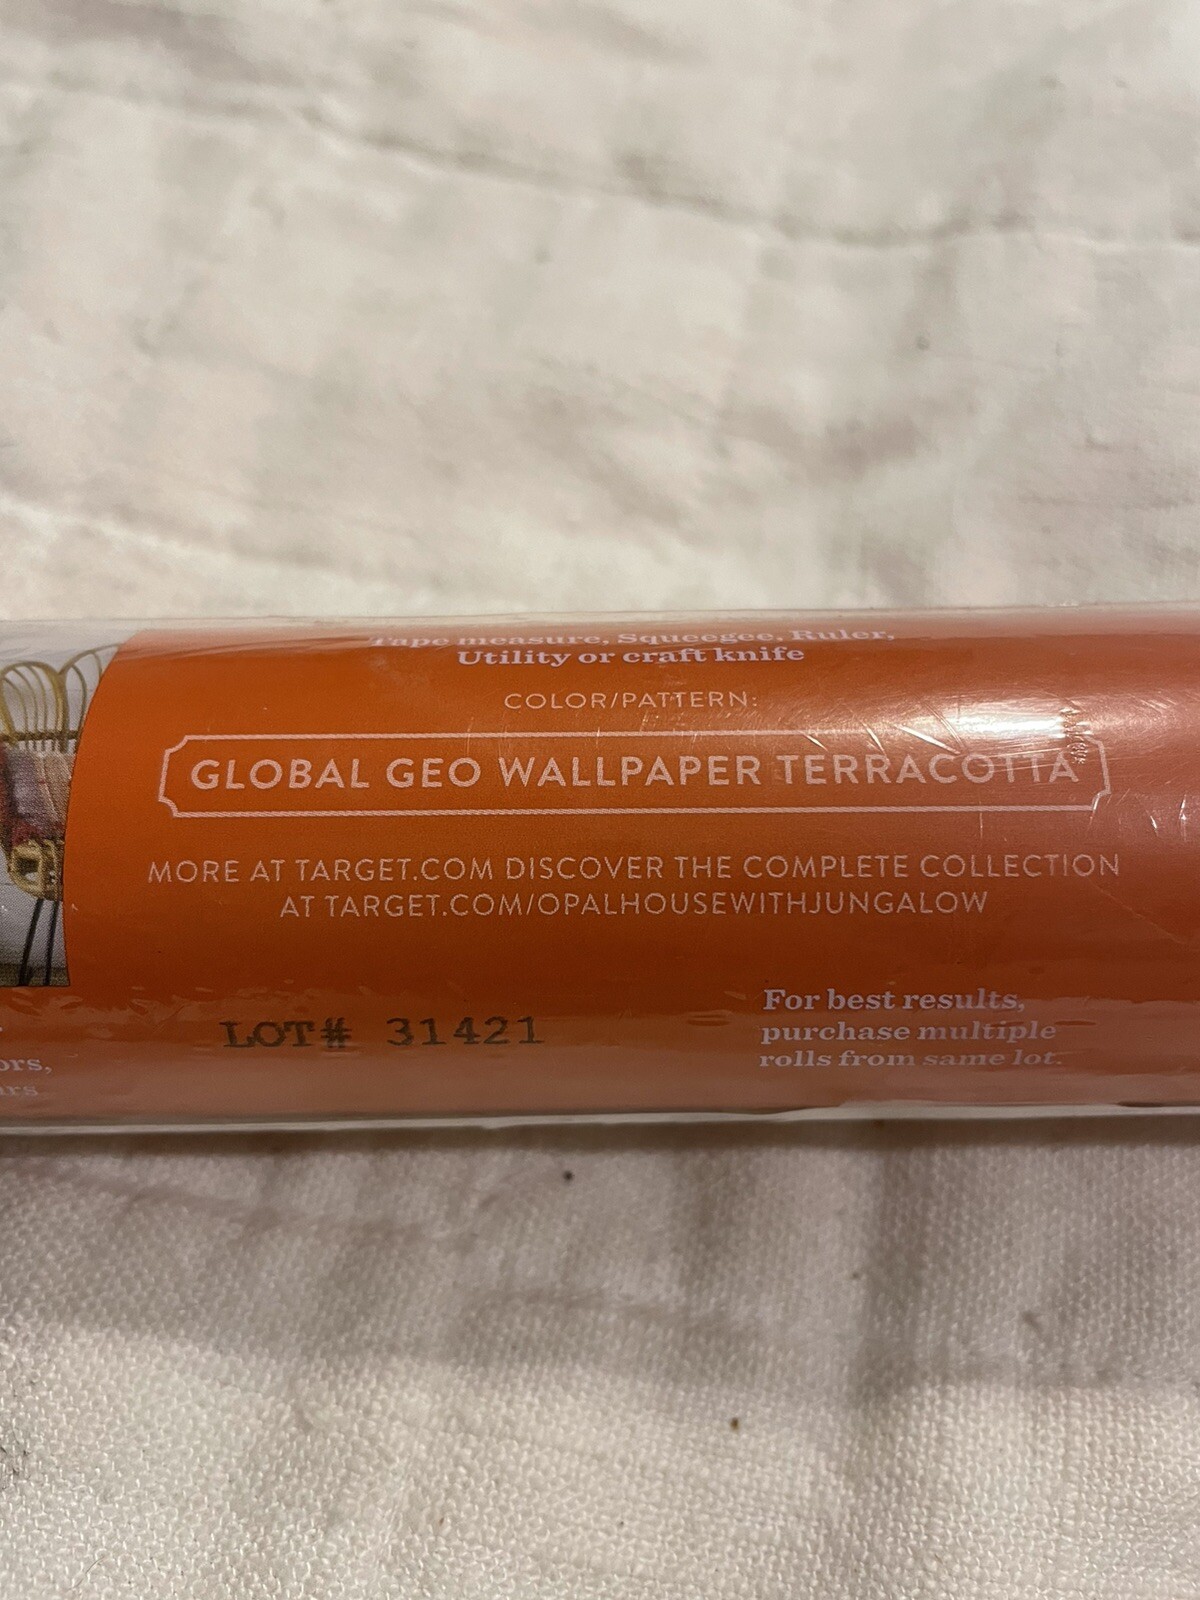 Tape measure, Squeegee, Ruler,
Utility or craft knife
COLOR/PATTERN:
GLOBAL GEO WALLPAPER TERRACOTTA
MORE AT TARGET.COM DISCOVER THE COMPLETE COLLECTION
AT TARGET.COM/OPALHOUSEWITHJUNGALOW
LOT# 31421
For best results,
purchase multiple
rolls from same lot.